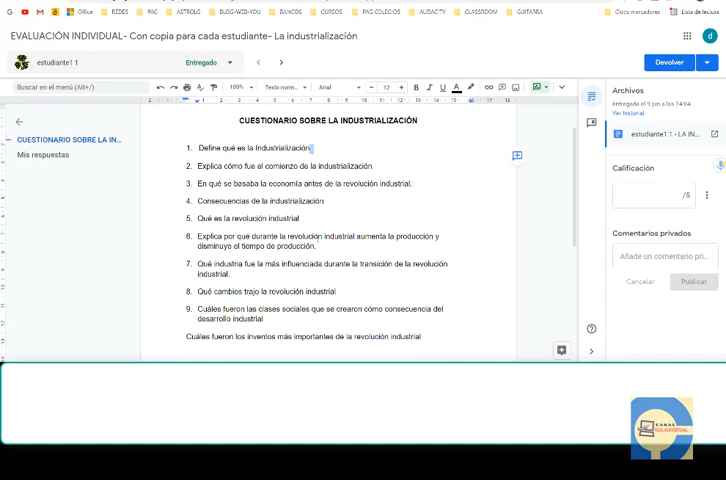 Office REDES PAG ASTROLG BLOG-WEB-YOU BANCOS CURSOS PAG COLEGIOS AUDACITY CLASSROOM GUITARRA Otros marcadores Lista de lectura
EVALUACIÓN INDIVIDUAL- Con copia para cada estudiante- La industrialización
d
estudiante1 1 Entregado Devolver
Buscar en el menú (Alt+/) 100% Texto norm... Arial 12 B I U A
Archivos
Entregada el 9 jun a las 14:04
Ver historial
estudiante1 1 - LA IN...
Calificación
/5
Comentarios privados
Añade un comentario pri...
Cancelar Publicar
CUESTIONARIO SOBRE LA IN...
Mis respuestas
CUESTIONARIO SOBRE LA INDUSTRIALIZACIÓN
1. Define qué es la Industrialización
2. Explica cómo fue el comienzo de la industrialización
3. En qué se basaba la economía antes de la revolución industrial.
4. Consecuencias de la industrialización
5. Qué es la revolución industrial
6. Explica por qué durante la revolución industrial aumenta la producción y
disminuye el tiempo de producción.
7. Qué industria fue la más influenciada durante la transición de la revolución
industrial.
8. Qué cambios trajo la revolución industrial
9. Cuáles fueron las clases sociales que se crearon cómo consecuencia del
desarrollo industrial
Cuáles fueron los inventos más importantes de la revolución industrial
CANAL
TUCLASEVIRTUAL